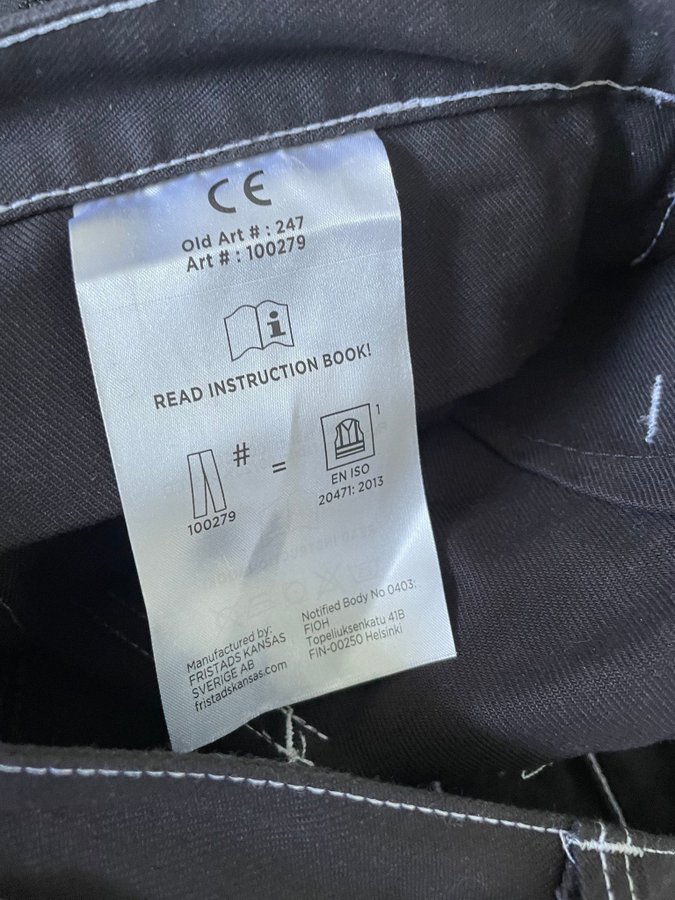 CE
Old Art # : 247
Art # : 100279
i
READ INSTRUCTION BOOK!
# = 1
100279
EN ISO
20471: 2013
Manufactured by:
FRISTADS KANSAS
SVERIGE AB
fristadskansas.com
Notified Body No 0403:
FIOH
Topeliuksenkatu 41B
FIN-00250 Helsinki